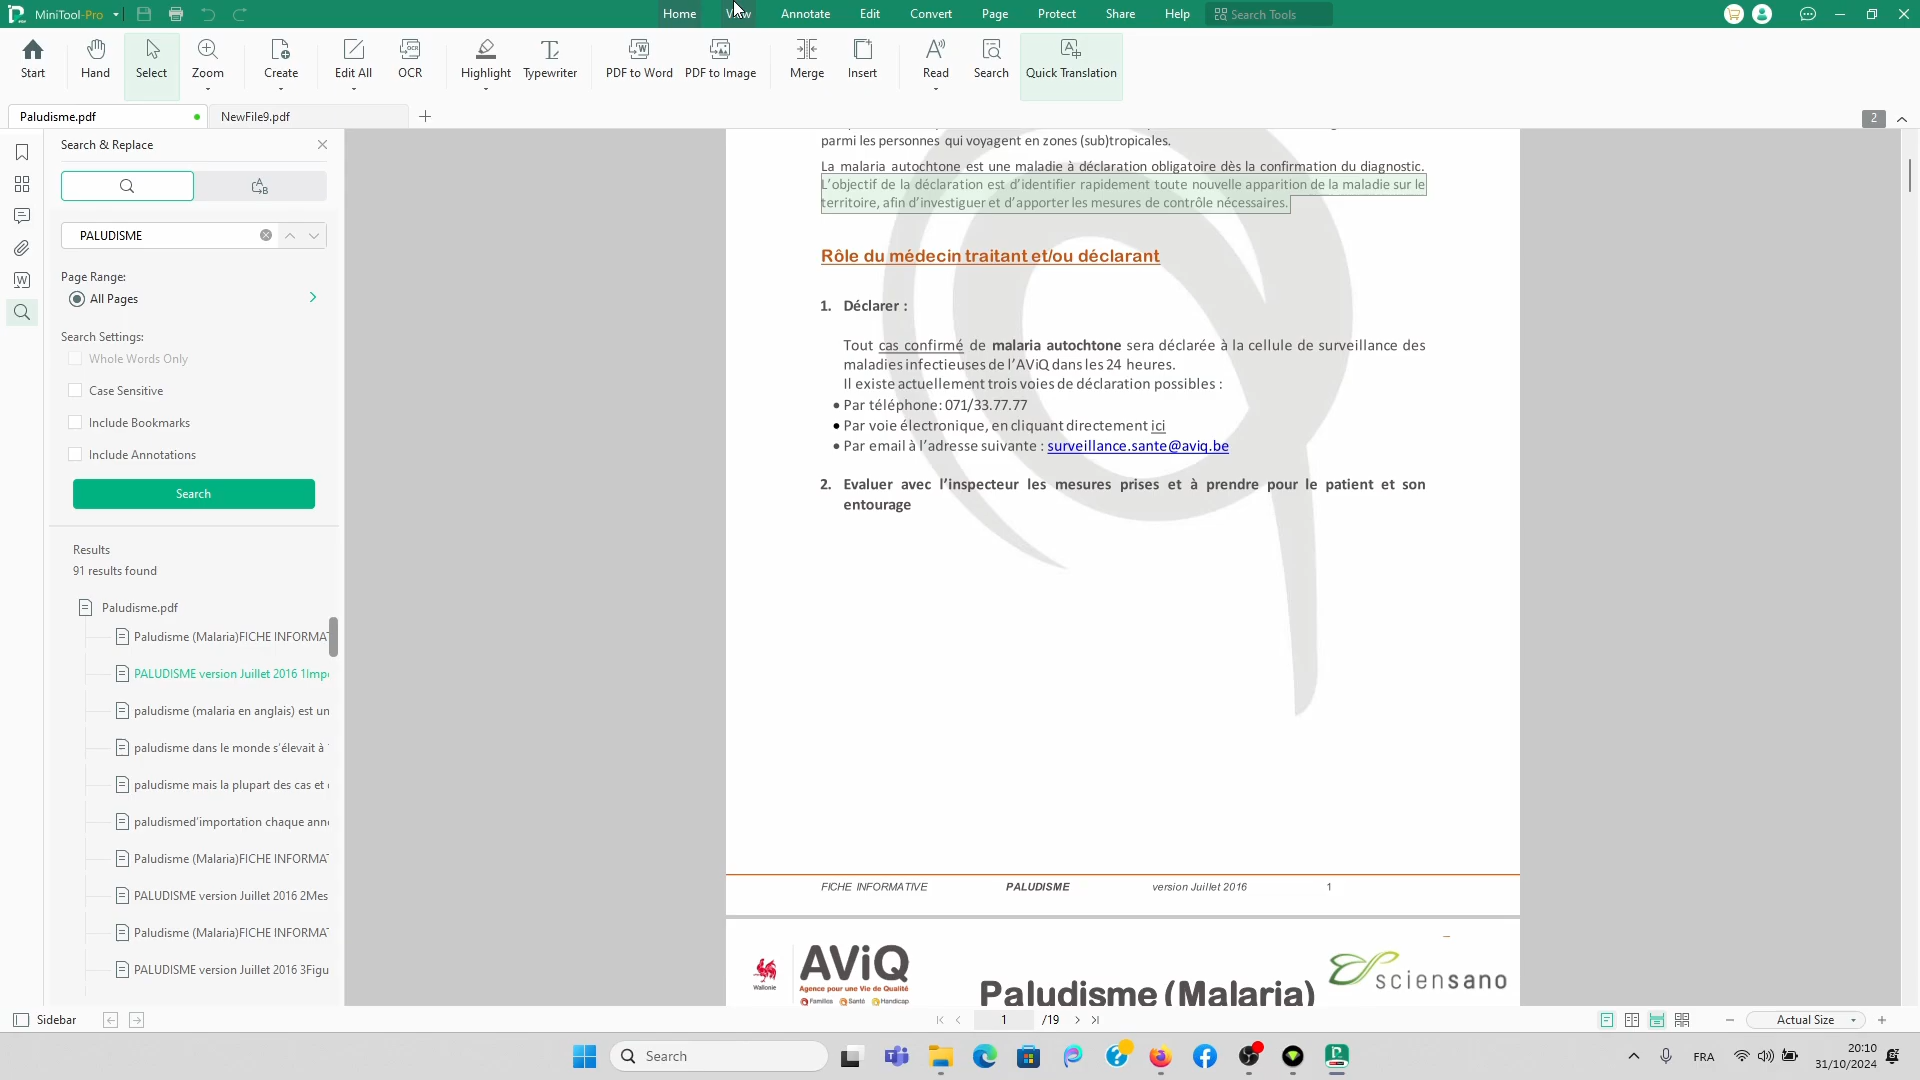 MiniTool-Pro
Home View Annotate Edit Convert Page Protect Share Help Search Tools
Start Hand Select Zoom Create Edit All OCR Highlight Typewriter PDF to Word PDF to Image Merge Insert Read Search Quick Translation
Paludisme.pdf
NewFile9.pdf
2
Search & Replace
PALUDISME
Page Range:
All Pages
Search Settings:
Whole Words Only
Case Sensitive
Include Bookmarks
Include Annotations
Search
Results
91 results found
Paludisme.pdf
Paludisme (Malaria)FICHE INFORMAT
PALUDISME version Juillet 2016 1Impo
paludisme (malaria en anglais) est un
paludisme dans le monde s'élevait à
paludisme mais la plupart des cas et
paludismed'importation chaque anné
Paludisme (Malaria)FICHE INFORMAT
PALUDISME version Juillet 2016 2Mes
Paludisme (Malaria)FICHE INFORMAT
PALUDISME version Juillet 2016 3Figu
parmi les personnes qui voyagent en zones (sub)tropicales.
La malaria autochtone est une maladie à déclaration obligatoire dès la confirmation du diagnostic.
L'objectif de la déclaration est d'identifier rapidement toute nouvelle apparition de la maladie sur le
territoire, afin d'investiguer et d'apporter les mesures de contrôle nécessaires.
Rôle du médecin traitant et/ou déclarant
1. Déclarer :
Tout cas confirmé de malaria autochtone sera déclarée à la cellule de surveillance des
maladies infectieuses de l'AViQ dans les 24 heures.
Il existe actuellement trois voies de déclaration possibles :
• Par téléphone: 071/33.77.77
• Par voie électronique, en cliquant directement ici
• Par email à l'adresse suivante : surveillance.sante@aviq.be
2. Evaluer avec l'inspecteur les mesures prises et à prendre pour le patient et son
entourage
FICHE INFORMATIVE PALUDISME version Juillet 2016 1
Wallonie
AViQ
Agence pour une Vie de Qualité
Familles Santé Handicap
Paludisme (Malaria)
sciensano
Sidebar
1 /19
Actual Size
Search
FRA
20:10
31/10/2024